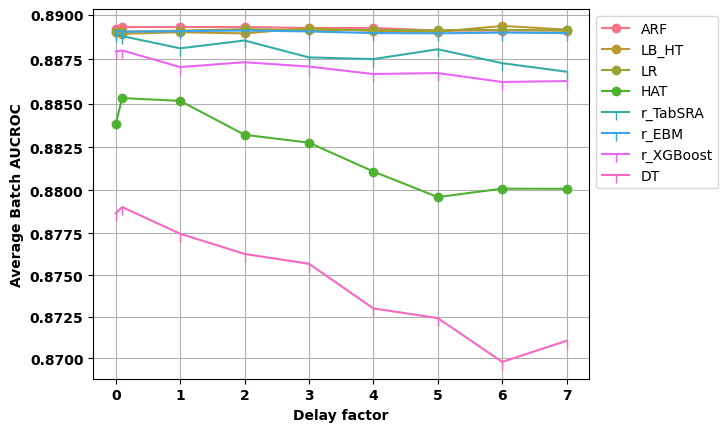 0.8900
0.8875
0.8850
0.8825
0.8800
0.8775
0.8750
0.8725
0.8700
Average Batch AUCROC
0 1 2 3 4 5 6 7
Delay factor
ARF
LB_HT
LR
HAT
r_TabSRA
r_EBM
r_XGBoost
DT